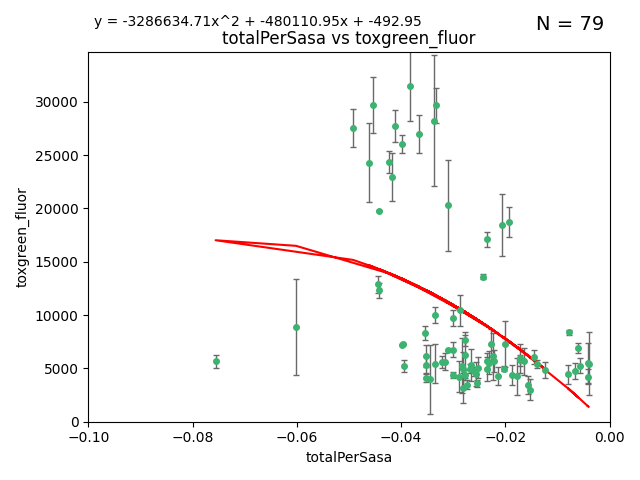 y = -3286634.71x^2 + -480110.95x + -492.95
N = 79
totalPerSasa vs toxgreen_fluor
toxgreen_fluor
30000
25000
20000
15000
10000
5000
0
−0.10
−0.08
−0.06
−0.04
−0.02
0.00
totalPerSasa